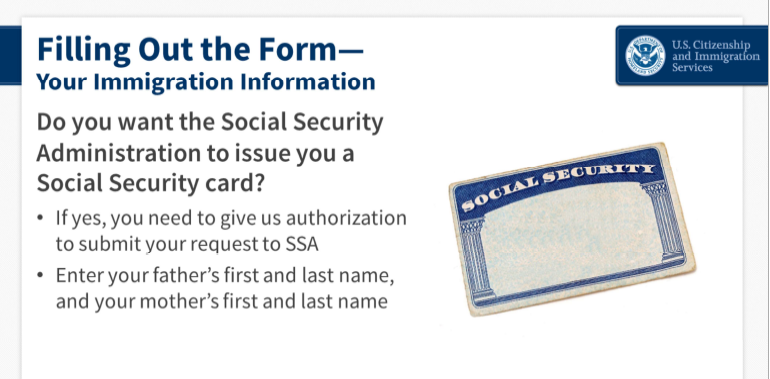 Filling Out the Form—
Your Immigration Information
U.S. Citizenship
and Immigration
Services
Do you want the Social Security
Administration to issue you a
Social Security card?
• If yes, you need to give us authorization
to submit your request to SSA
• Enter your father’s first and last name,
and your mother’s first and last name
SOCIAL SECURITY